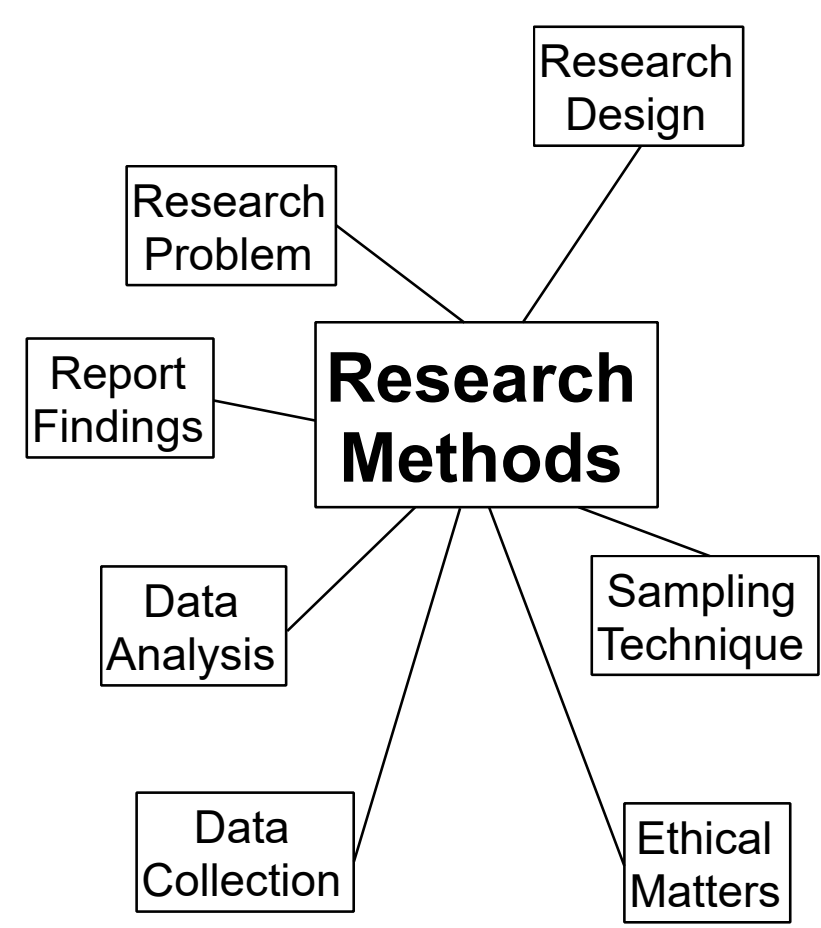 Research
Design
Research
Problem
Research
Methods
Report
Findings
Sampling
Technique
Data
Analysis
Data
Collection
Ethical
Matters